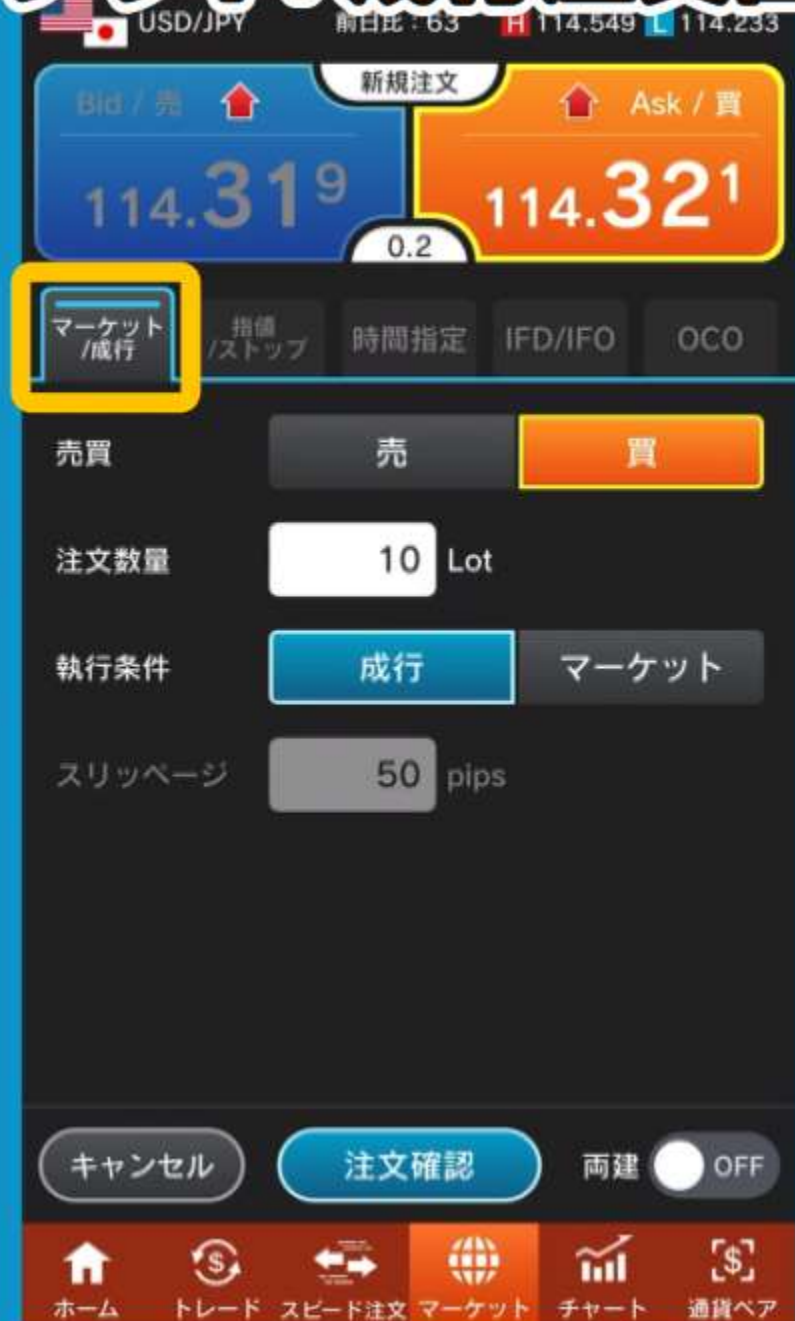 USD/JPY 前日比：63 H 114.549 L 114.233
新規注文
Bid / 売 Ask / 買
114.319 114.321
0.2
マーケット
/成行
指値
/ストップ
時間指定 IFD/IFO OCO
売買 売 買
注文数量 10 Lot
執行条件 成行 マーケット
スリッページ 50 pips
キャンセル 注文確認 両建 OFF
ホーム トレード スピード注文 マーケット チャート 通貨ペア